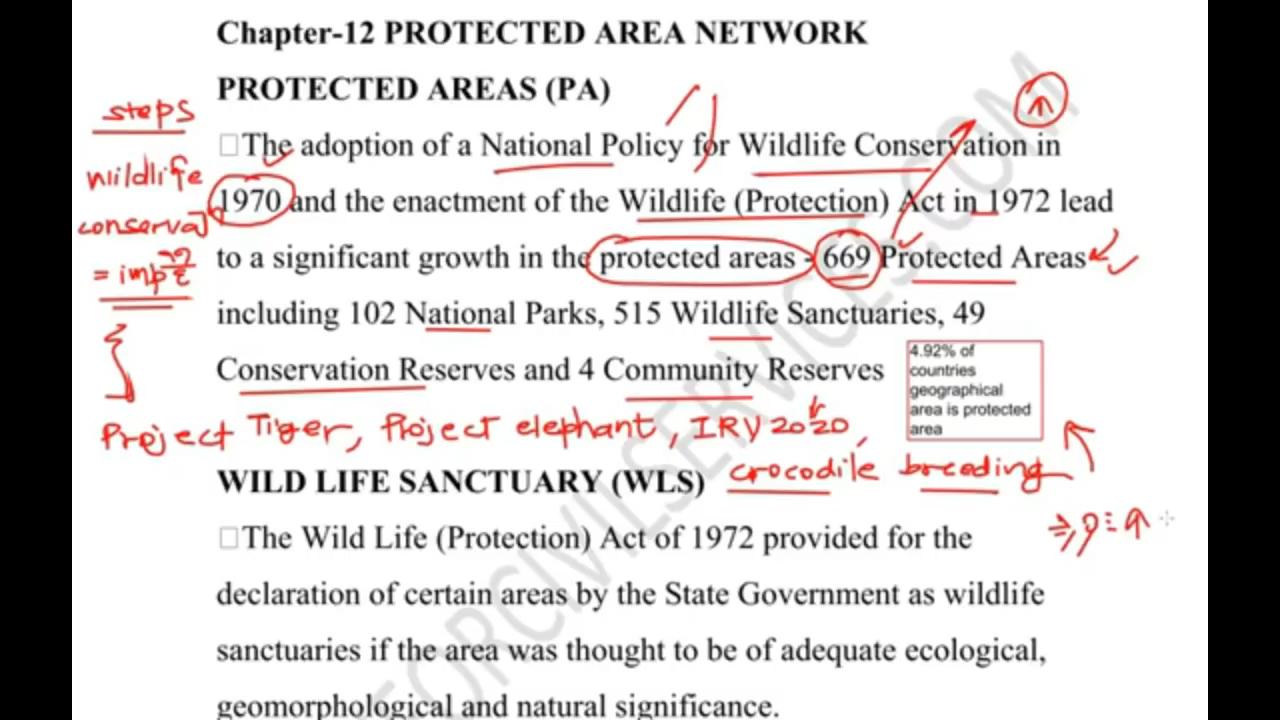 Chapter-12 PROTECTED AREA NETWORK
PROTECTED AREAS (PA)
steps
The adoption of a National Policy for Wildlife Conservation in
wildlife
1970 and the enactment of the Wildlife (Protection) Act in 1972 lead
conserva
to a significant growth in the protected areas - 669 Protected Areas
= imp
including 102 National Parks, 515 Wildlife Sanctuaries, 49
Conservation Reserves and 4 Community Reserves
4.92% of
countries
geographical
area is protected
area
Project Tiger, Project elephant, IRV 2020,
crocodile breeding
WILD LIFE SANCTUARY (WLS)
The Wild Life (Protection) Act of 1972 provided for the
declaration of certain areas by the State Government as wildlife
sanctuaries if the area was thought to be of adequate ecological,
geomorphological and natural significance.
FORCIVILSERVICES.COM